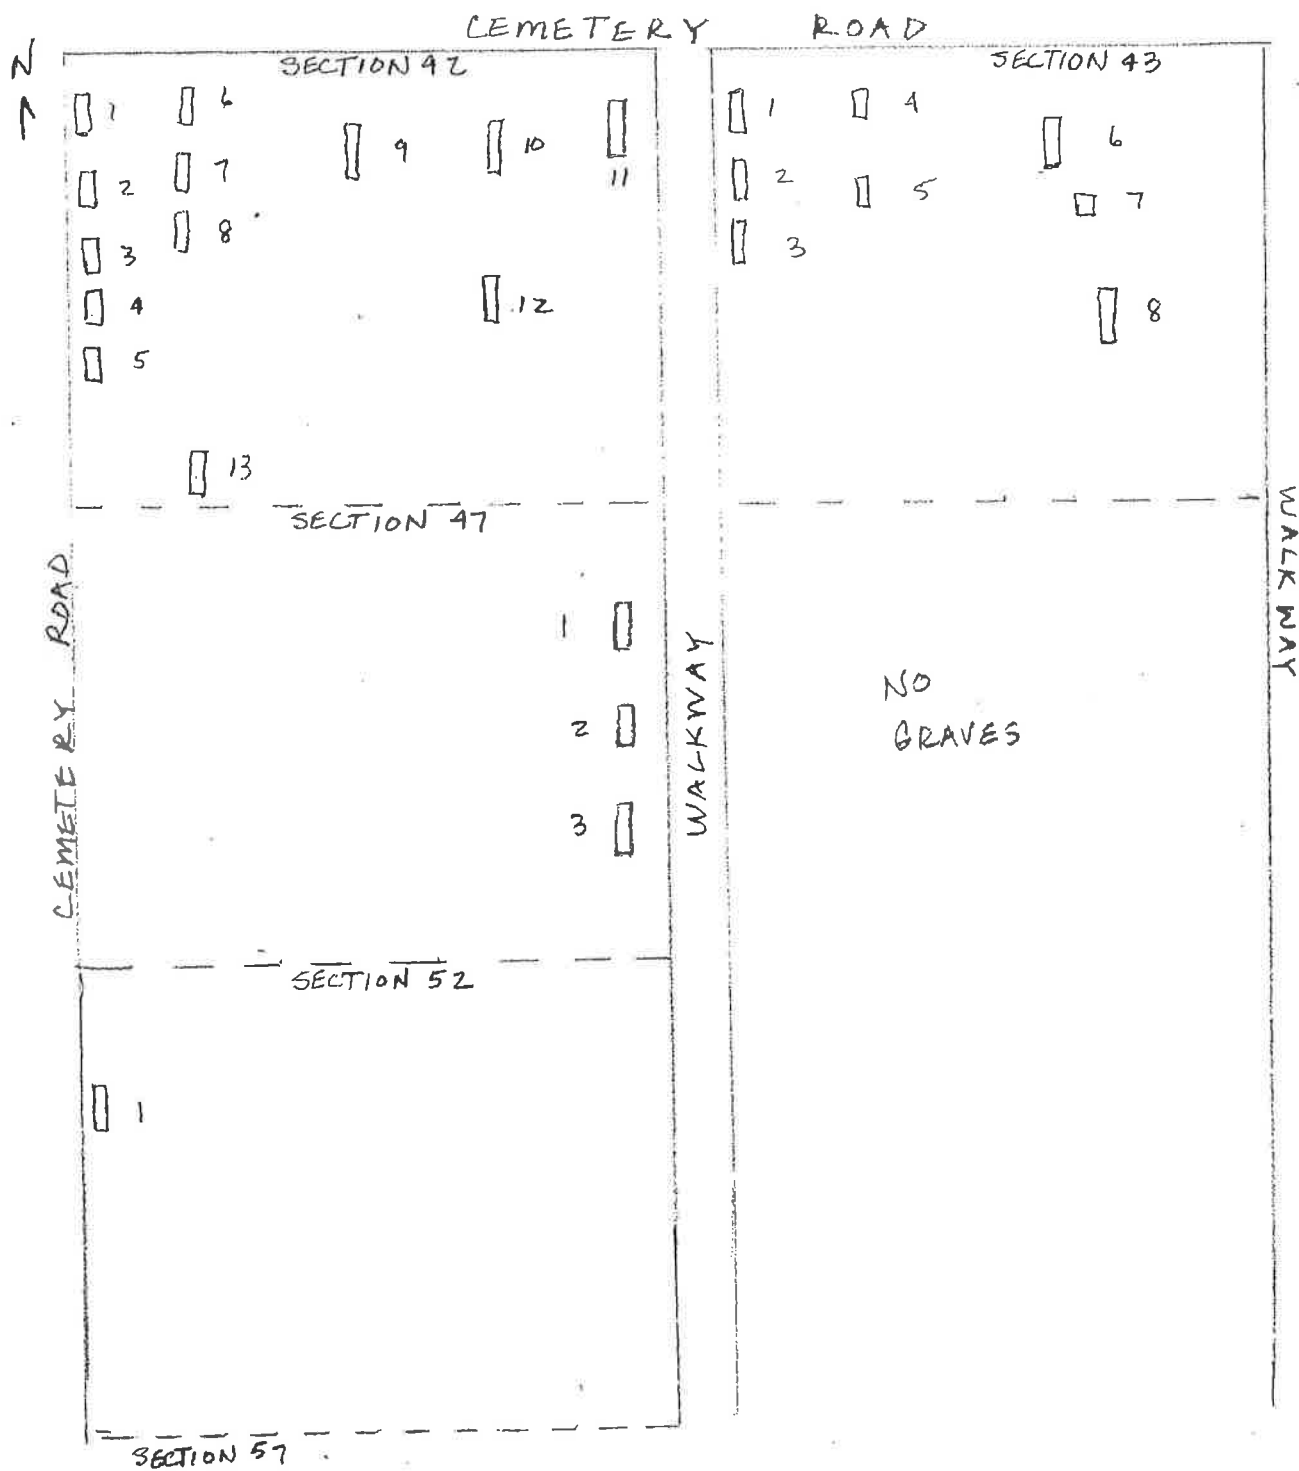 CEMETERY ROAD
N
SECTION 42
SECTION 43
1
6
9
10
11
2
7
3
8
4
12
5
13
1
4
6
2
5
7
3
8
SECTION 47
CEMETERY ROAD
1
2
3
WALKWAY
WALKWAY
NO
GRAVES
SECTION 52
1
SECTION 57